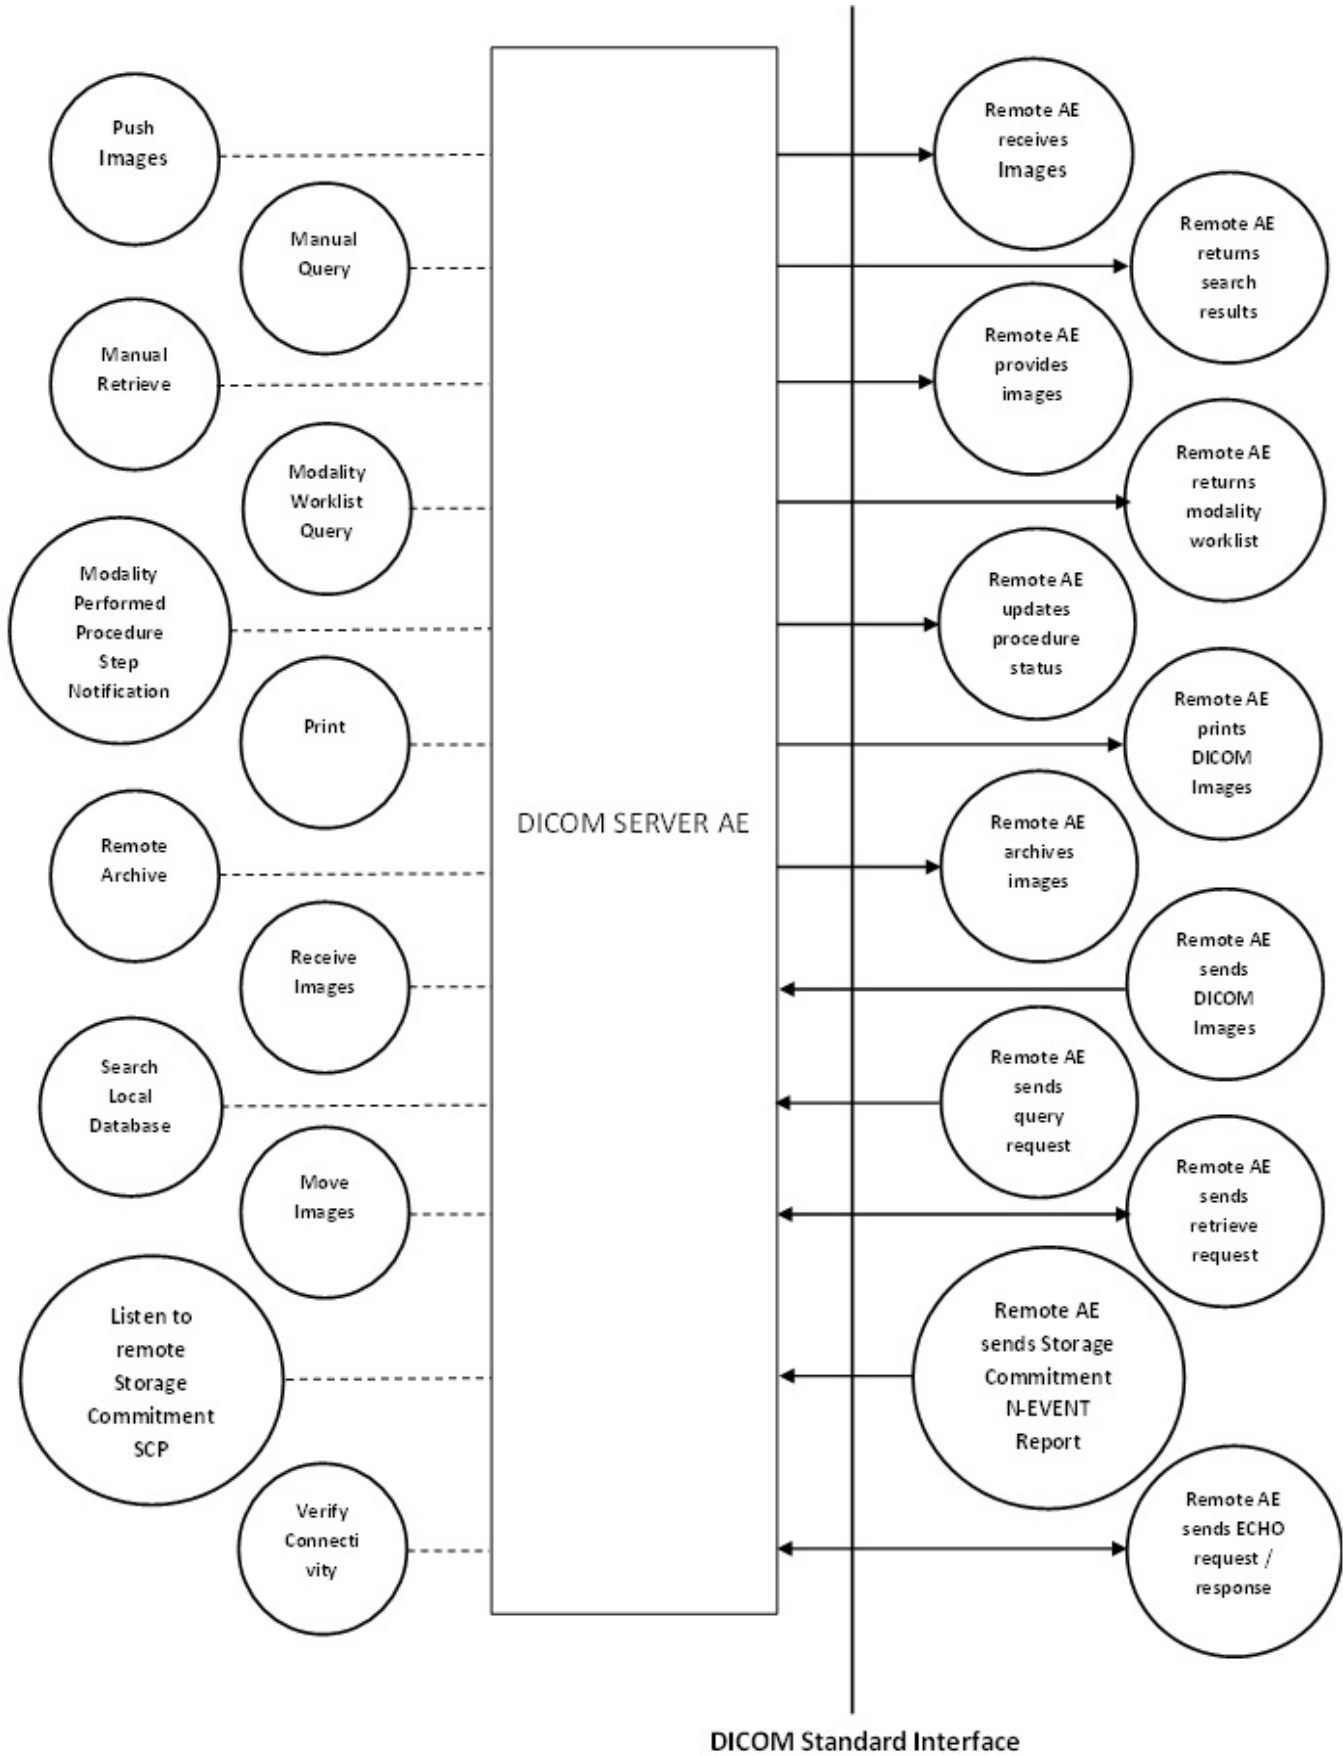 Push
Images
Manual
Query
Manual
Retrieve
Modality
Worklist
Query
Modality
Performed
Procedure
Step
Notification
Print
Remote
Archive
Receive
Images
Search
Local
Database
Move
Images
Listen to
remote
Storage
Commitment
SCP
Verify
Connecti
vity
DICOM SERVER AE
Remote AE
receives
Images
Remote AE
returns
search
results
Remote AE
provides
images
Remote AE
returns
modality
worklist
Remote AE
updates
procedure
status
Remote AE
prints
DICOM
Images
Remote AE
archives
images
Remote AE
sends
DICOM
Images
Remote AE
sends
query
request
Remote AE
sends
retrieve
request
Remote AE
sends Storage
Commitment
N-EVENT
Report
Remote AE
sends ECHO
request /
response
DICOM Standard Interface